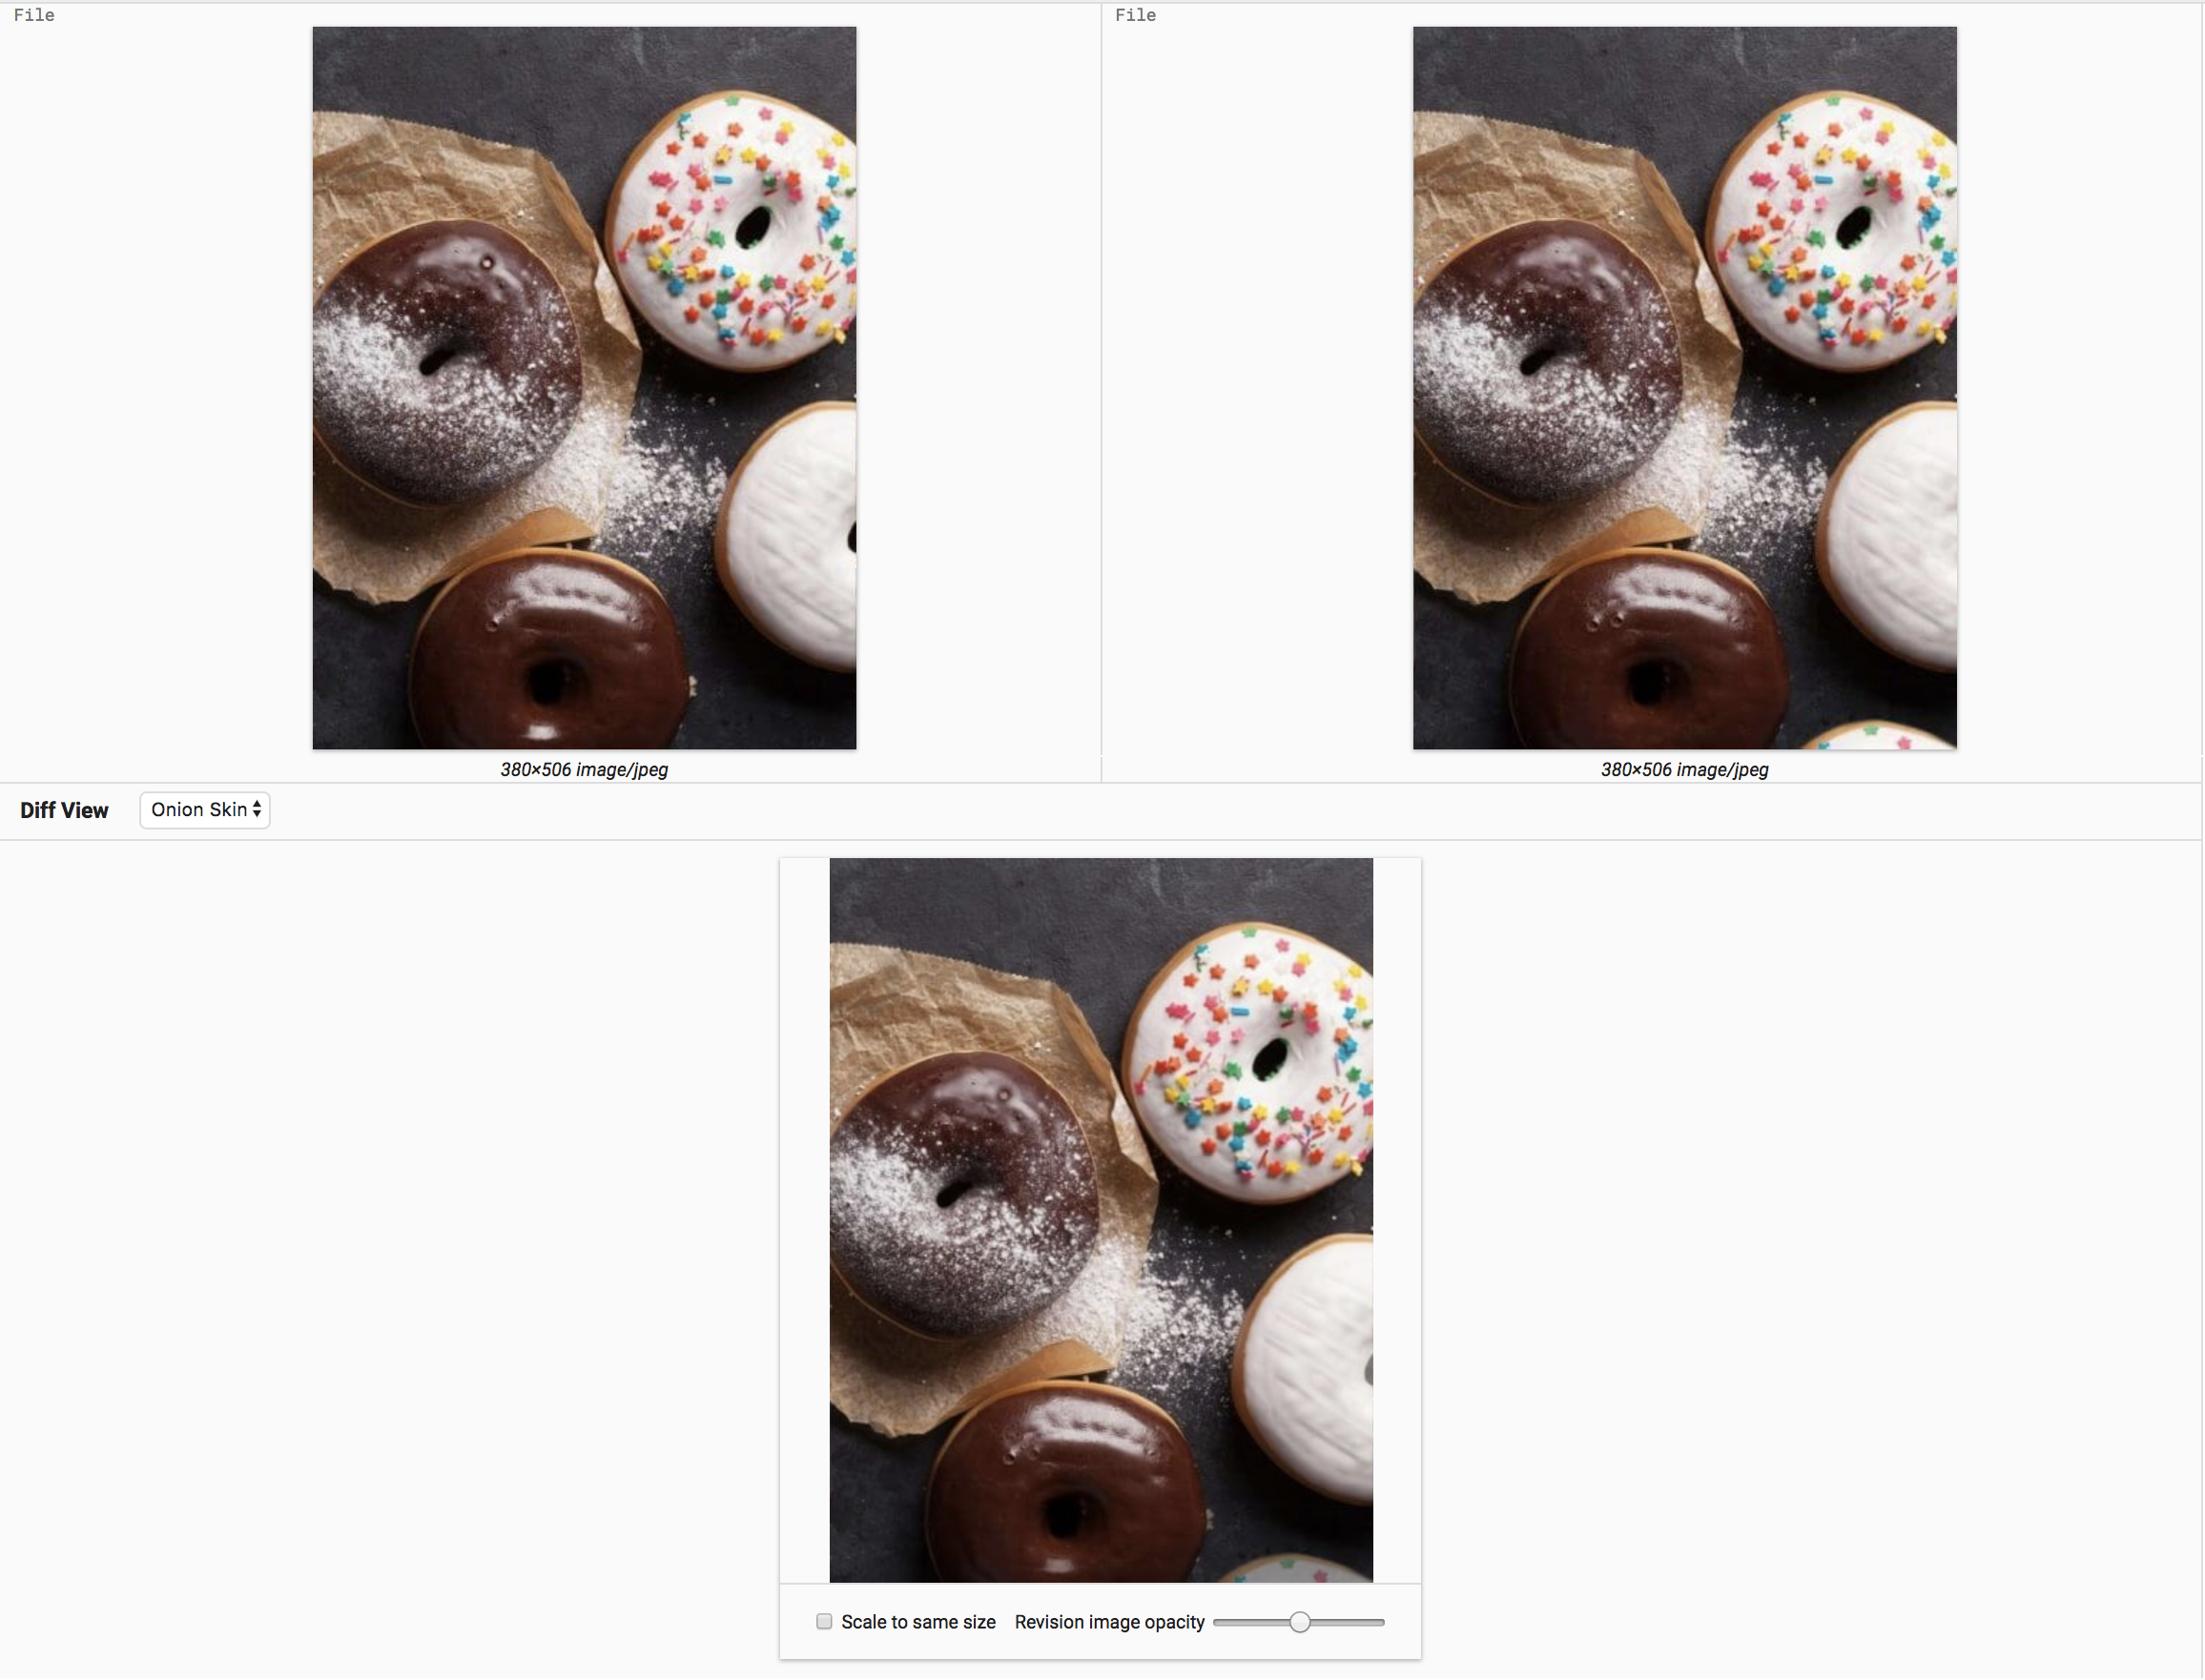 File
File
380×506 image/jpeg
380×506 image/jpeg
Diff View
Onion Skin
Scale to same size
Revision image opacity